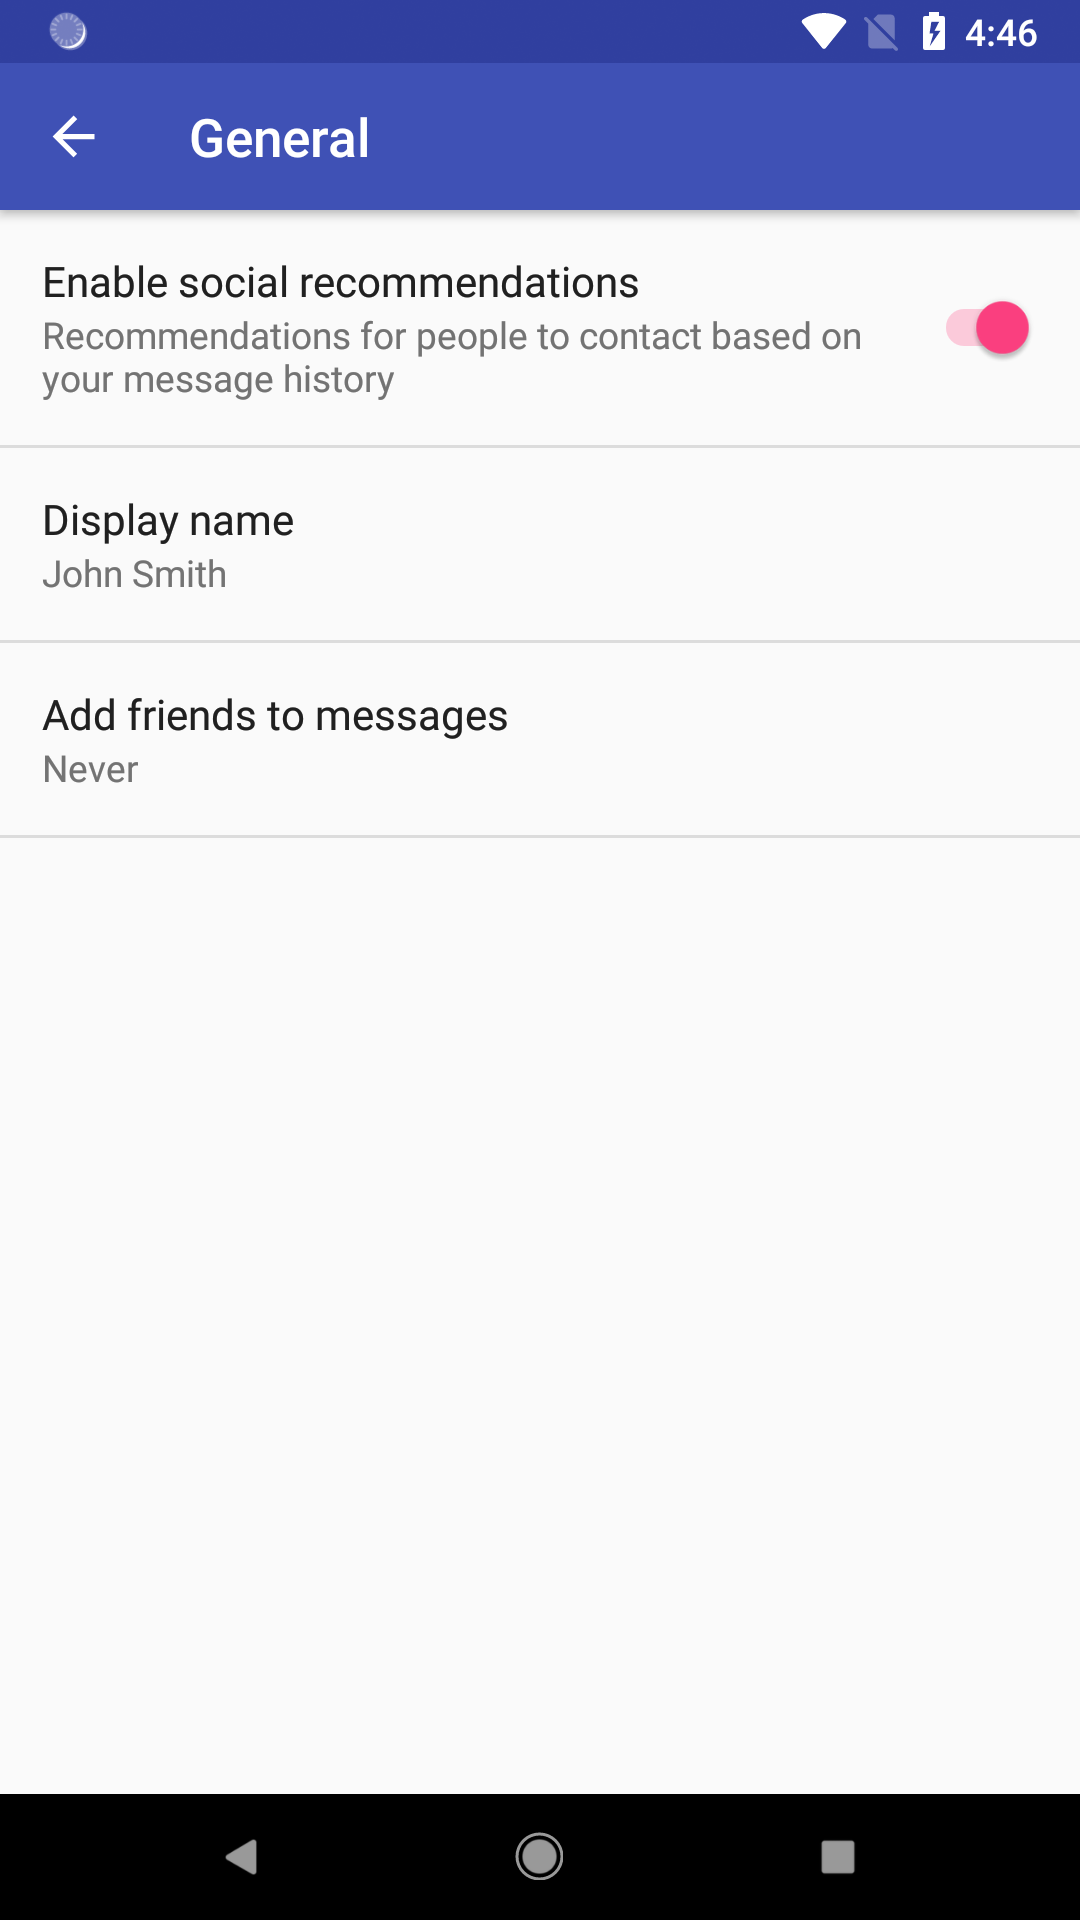 4:46
General
Enable social recommendations
Recommendations for people to contact based on
your message history
Display name
John Smith
Add friends to messages
Never